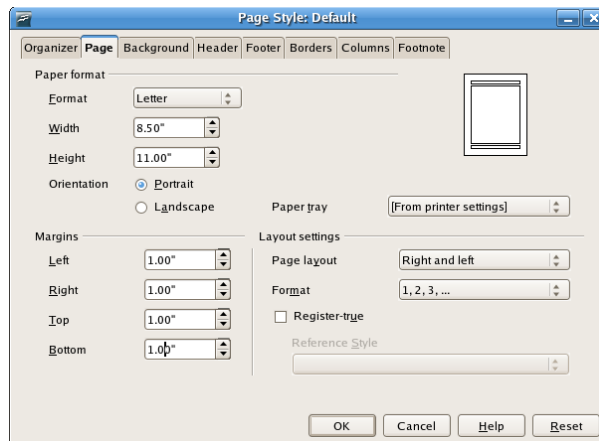 Page Style: Default
Organizer Page Background Header Footer Borders Columns Footnote
Paper format
Format Letter
Width 8.50"
Height 11.00"
Orientation Portrait
Landscape Paper tray [From printer settings]
Margins Layout settings
Left 1.00" Page layout Right and left
Right 1.00" Format 1, 2, 3, ...
Top 1.00" Register-true
Reference Style
Bottom 1.00"
OK Cancel Help Reset